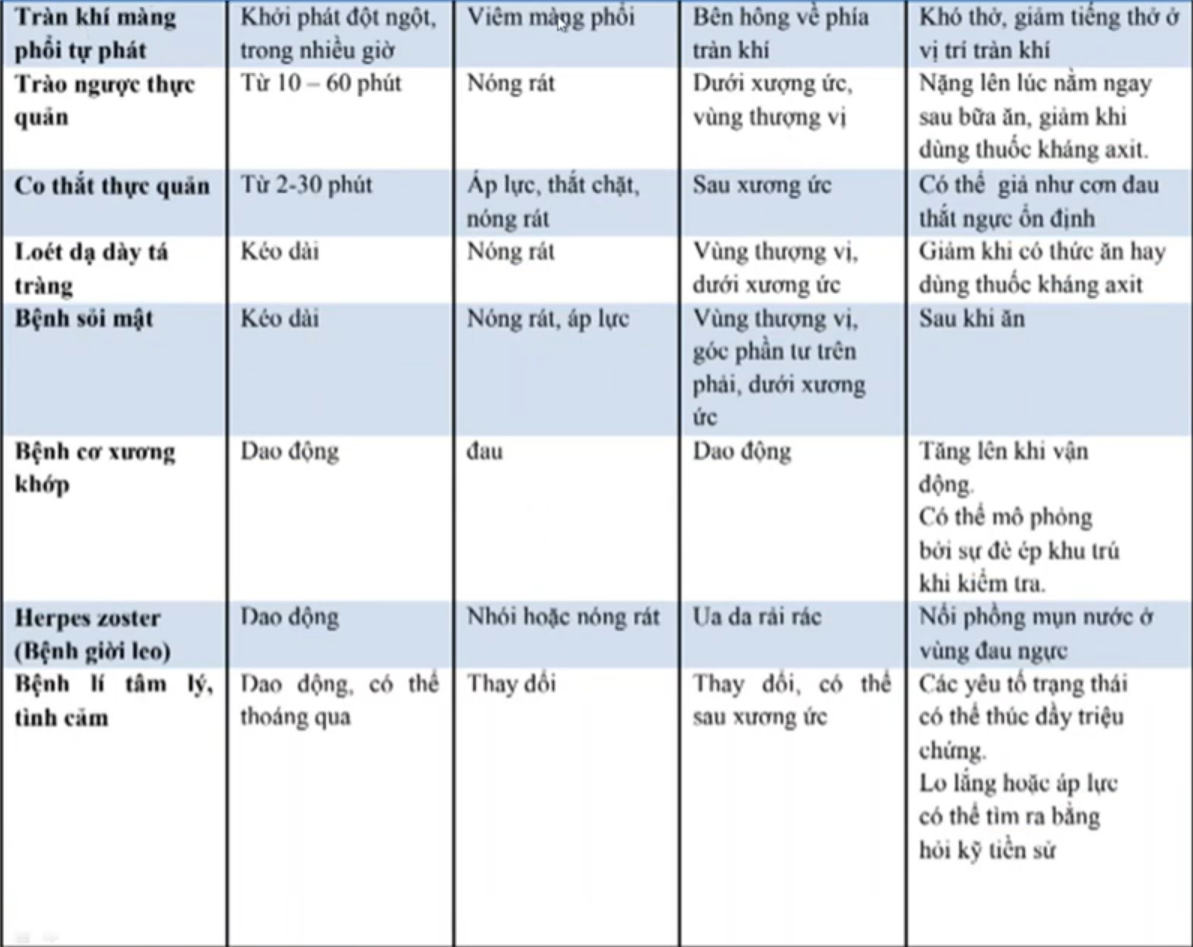 Tràn khí màng
phổi tự phát
Khởi phát đột ngột,
trong nhiều giờ
Viêm màng phổi
Bên hông về phía
tràn khí
Khó thở, giảm tiếng thở ở
vị trí tràn khí
Trào ngược thực
quản
Từ 10 – 60 phút
Nóng rát
Dưới xượng ức,
vùng thượng vị
Nặng lên lúc nằm ngay
sau bữa ăn, giảm khi
dùng thuốc kháng axit.
Co thắt thực quản
Từ 2-30 phút
Áp lực, thắt chặt,
nóng rát
Sau xương ức
Có thể giả như cơn đau
thắt ngực ổn định
Loét dạ dày tá
tràng
Kéo dài
Nóng rát
Vùng thượng vị,
dưới xương ức
Giảm khi có thức ăn hay
dùng thuốc kháng axit
Bệnh sỏi mật
Kéo dài
Nóng rát, áp lực
Vùng thượng vị,
góc phần tư trên
phải, dưới xương
ức
Sau khi ăn
Bệnh cơ xương
khớp
Dao động
đau
Dao động
Tăng lên khi vận
động.
Có thể mô phỏng
bởi sự đè ép khu trú
khi kiểm tra.
Herpes zoster
(Bệnh giời leo)
Dao động
Nhói hoặc nóng rát
Ua da rải rác
Nổi phồng mụn nước ở
vùng đau ngực
Bệnh lí tâm lý,
tình cảm
Dao động, có thể
thoáng qua
Thay đổi
Thay đổi, có thể
sau xương ức
Các yêu tố trạng thái
có thể thúc đẩy triệu
chứng.
Lo lắng hoặc áp lực
có thể tìm ra bằng
hỏi kỹ tiền sử